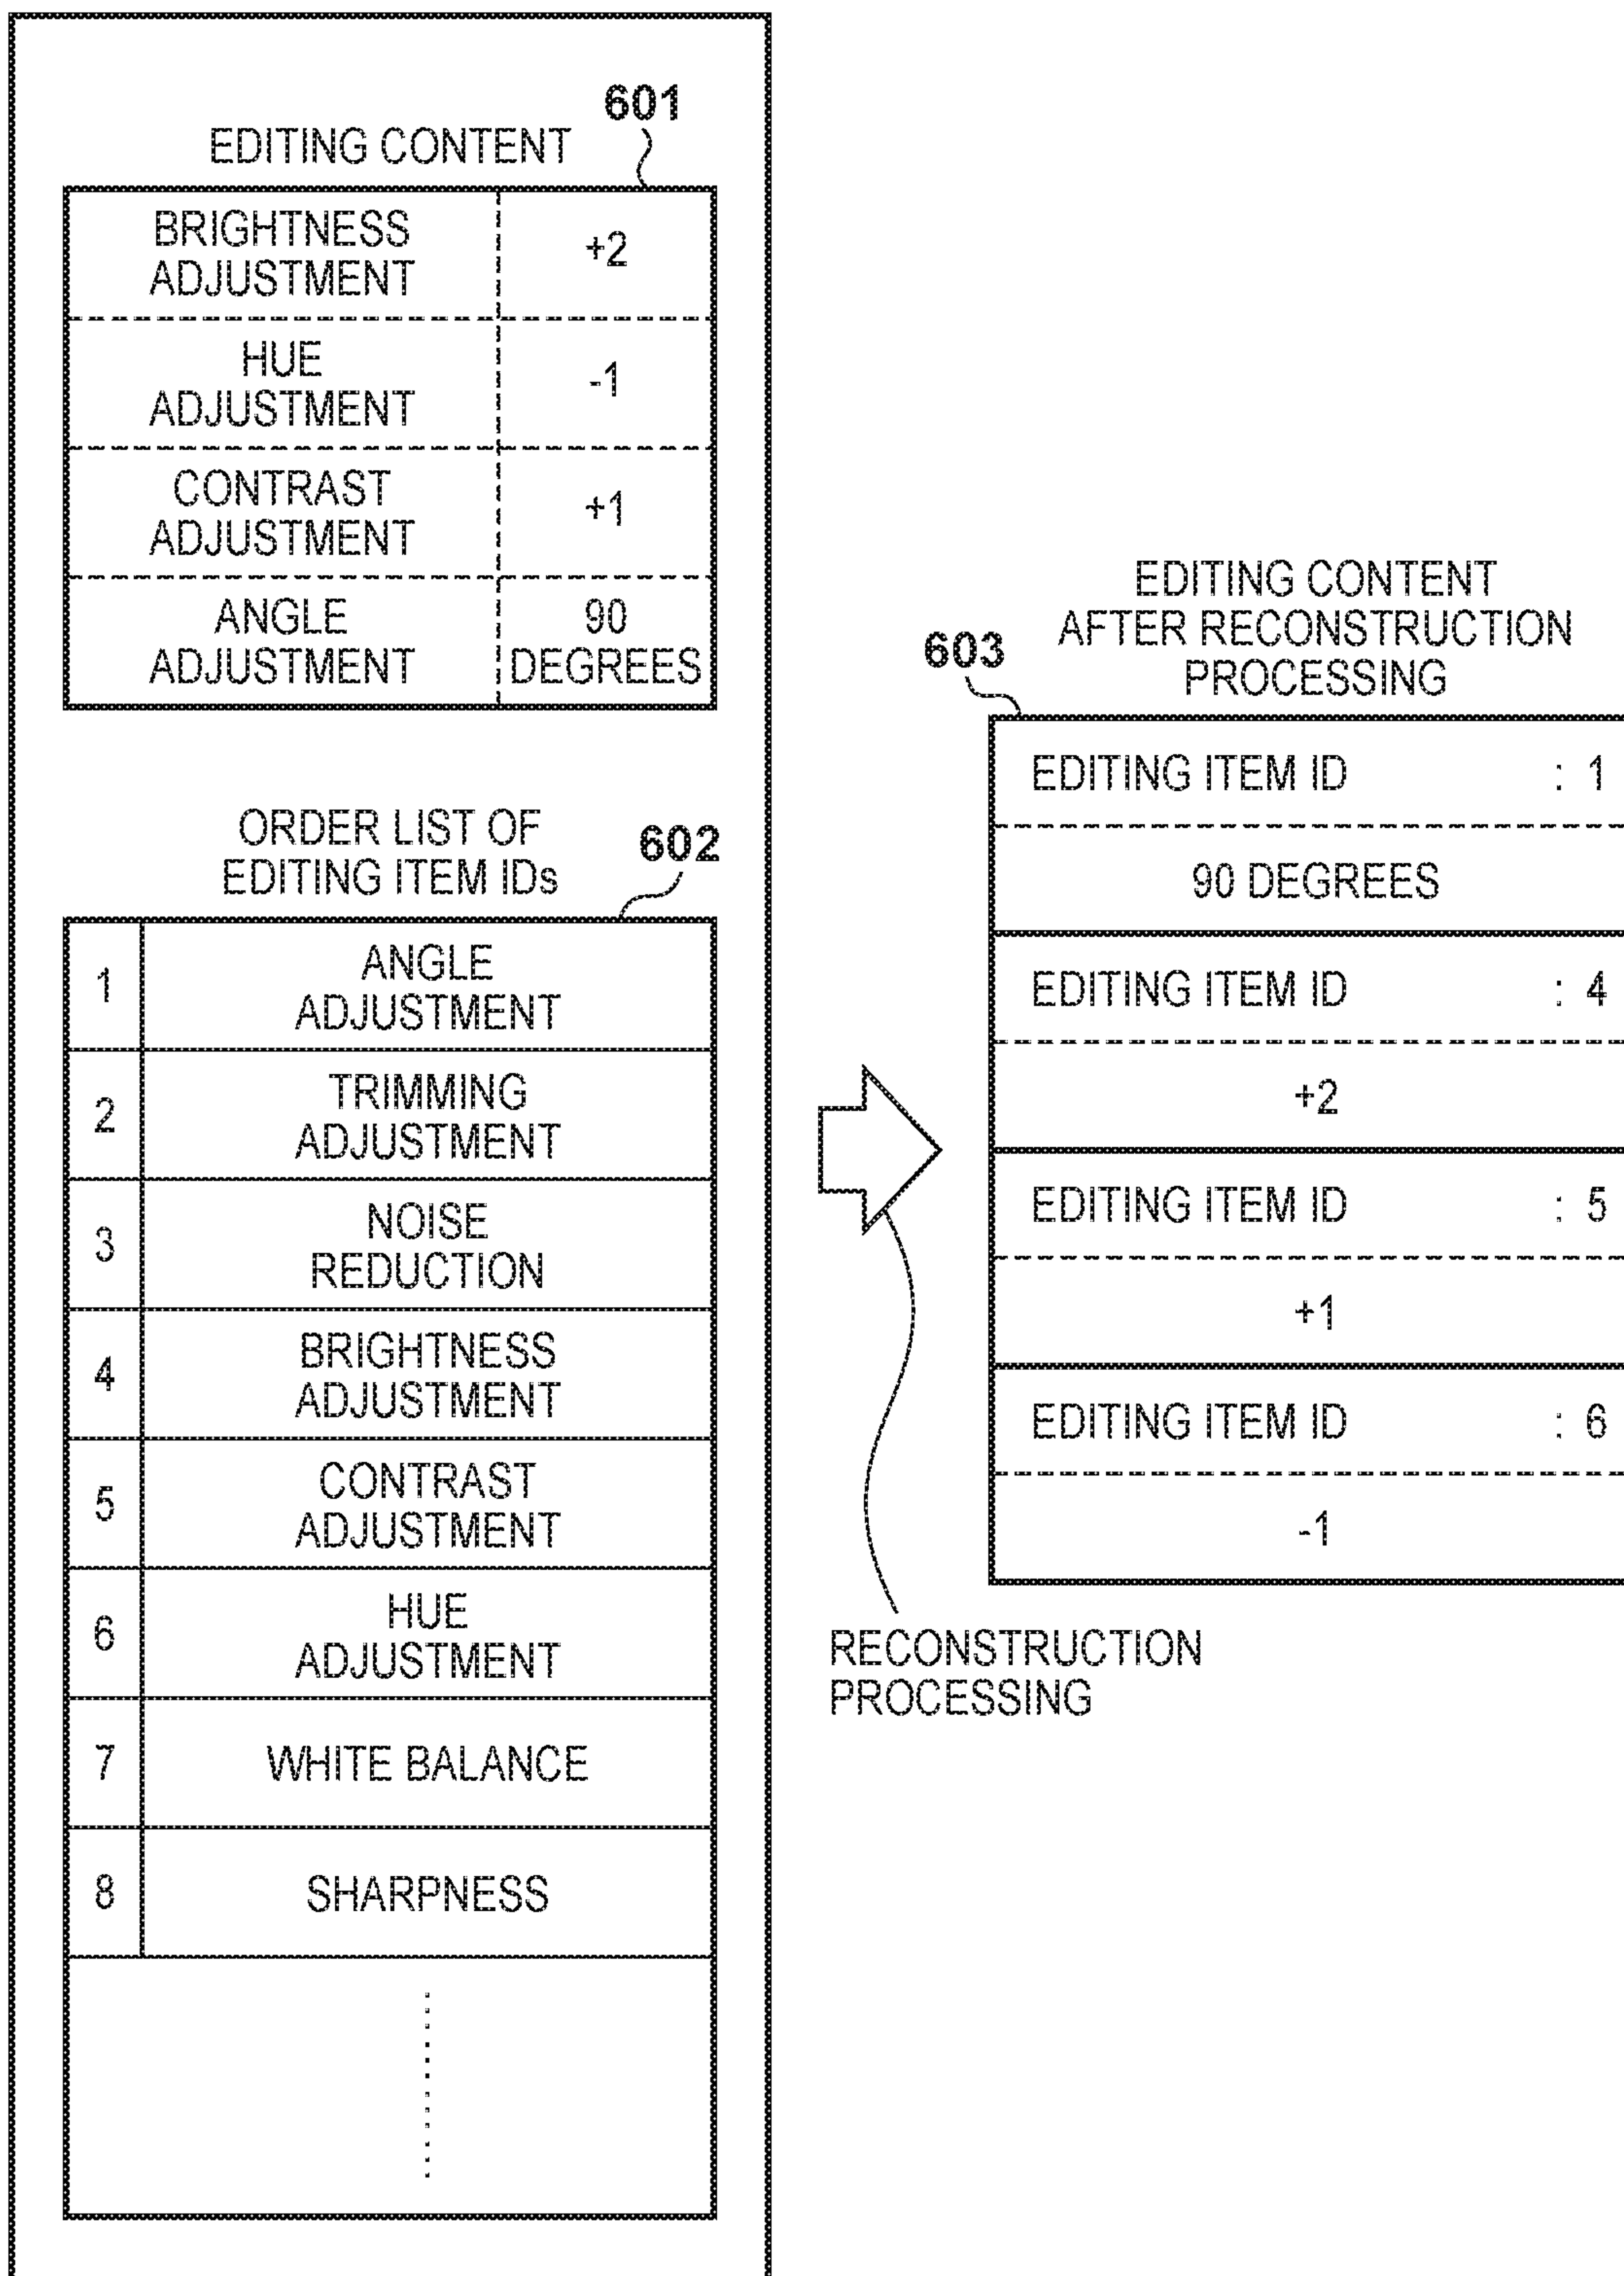 601
EDITING CONTENT
BRIGHTNESS
ADJUSTMENT
+2
HUE
ADJUSTMENT
-1
CONTRAST
ADJUSTMENT
+1
ANGLE
ADJUSTMENT
90
DEGREES
ORDER LIST OF
EDITING ITEM IDs
602
1
ANGLE
ADJUSTMENT
2
TRIMMING
ADJUSTMENT
3
NOISE
REDUCTION
4
BRIGHTNESS
ADJUSTMENT
5
CONTRAST
ADJUSTMENT
6
HUE
ADJUSTMENT
7
WHITE BALANCE
8
SHARPNESS
RECONSTRUCTION
PROCESSING
EDITING CONTENT
AFTER RECONSTRUCTION
PROCESSING
603
EDITING ITEM ID : 1
90 DEGREES
EDITING ITEM ID : 4
+2
EDITING ITEM ID : 5
+1
EDITING ITEM ID : 6
-1